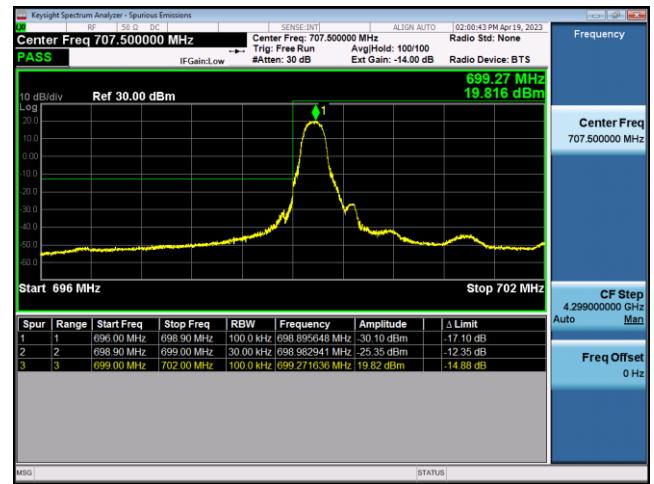 Keysight Spectrum Analyzer - Spurious Emissions
RF 50 Ω DC SENSE:INT ALIGN AUTO 02:00:43 PM Apr 19, 2023
Center Freq 707.500000 MHz
Center Freq: 707.500000 MHz Radio Std: None
Trig: Free Run Avg|Hold: 100/100
PASS IFGain:Low #Atten: 30 dB Ext Gain: -14.00 dB Radio Device: BTS
Frequency
699.27 MHz
19.816 dBm
10 dB/div Ref 30.00 dBm
Log
1
20.0
10.0
0.00
-10.0
-20.0
-30.0
-40.0
-50.0
-60.0
Start 696 MHz Stop 702 MHz
Center Freq
707.500000 MHz
CF Step
4.299000000 GHz
Auto Man
Freq Offset
0 Hz
Spur Range Start Freq Stop Freq RBW Frequency Amplitude Δ Limit
1 1 696.00 MHz 698.90 MHz 100.0 kHz 698.895648 MHz -30.10 dBm -17.10 dB
2 2 698.90 MHz 699.00 MHz 30.00 kHz 698.982941 MHz -25.35 dBm -12.35 dB
3 3 699.00 MHz 702.00 MHz 100.0 kHz 699.271636 MHz 19.82 dBm -14.88 dB
MSG STATUS